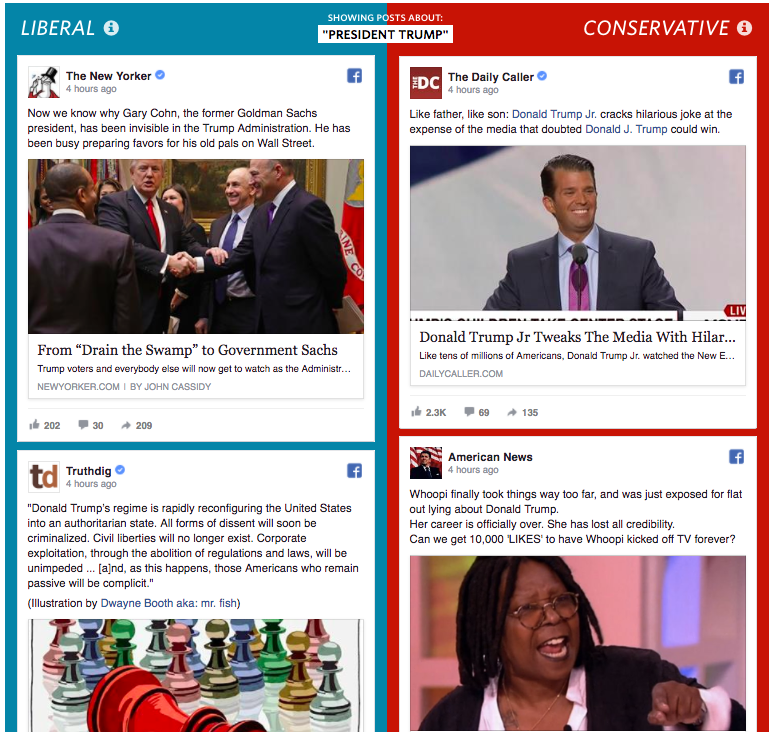 LIBERAL
SHOWING POSTS ABOUT:
"PRESIDENT TRUMP"
CONSERVATIVE
The New Yorker
4 hours ago
Now we know why Gary Cohn, the former Goldman Sachs
president, has been invisible in the Trump Administration. He has
been busy preparing favors for his old pals on Wall Street.
From “Drain the Swamp” to Government Sachs
Trump voters and everybody else will now get to watch as the Administr...
NEWYORKER.COM | BY JOHN CASSIDY
202 30 209
td
Truthdig
4 hours ago
"Donald Trump's regime is rapidly reconfiguring the United States
into an authoritarian state. All forms of dissent will soon be
criminalized. Civil liberties will no longer exist. Corporate
exploitation, through the abolition of regulations and laws, will be
unimpeded ... [a]nd, as this happens, those Americans who remain
passive will be complicit."
(Illustration by Dwayne Booth aka: mr. fish)
THE DC
The Daily Caller
4 hours ago
Like father, like son: Donald Trump Jr. cracks hilarious joke at the
expense of the media that doubted Donald J. Trump could win.
LIV
Donald Trump Jr Tweaks The Media With Hilar...
Like tens of millions of Americans, Donald Trump Jr. watched the New E...
DAILYCALLER.COM
2.3K 69 135
American News
4 hours ago
Whoopi finally took things way too far, and was just exposed for flat
out lying about Donald Trump.
Her career is officially over. She has lost all credibility.
Can we get 10,000 'LIKES' to have Whoopi kicked off TV forever?